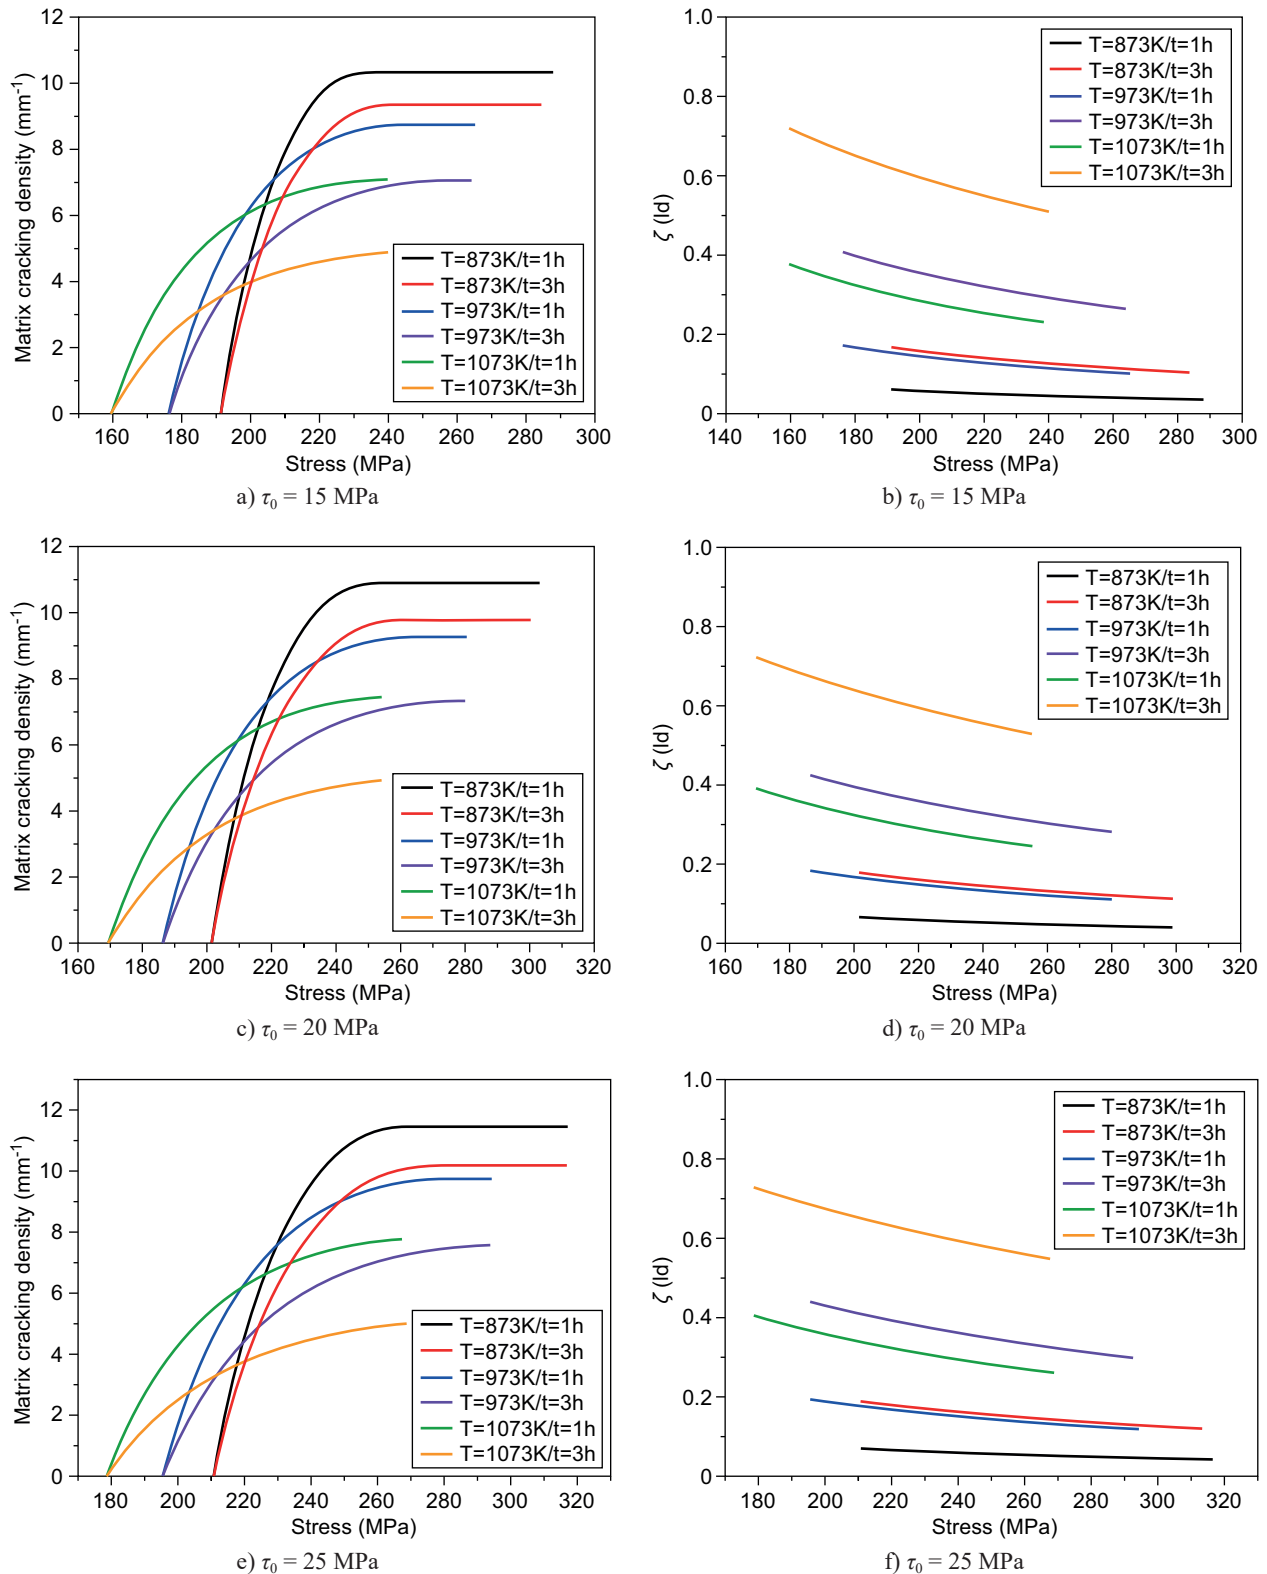 12
10
8
6
4
2
0
Matrix cracking density (mm⁻¹)
160 180 200 220 240 260 280 300
Stress (MPa)
T=873K/t=1h
T=873K/t=3h
T=973K/t=1h
T=973K/t=3h
T=1073K/t=1h
T=1073K/t=3h
a) τ₀ = 15 MPa
1.0
0.8
0.6
0.4
0.2
0
ζ (ld)
140 160 180 200 220 240 260 280 300
Stress (MPa)
T=873K/t=1h
T=873K/t=3h
T=973K/t=1h
T=973K/t=3h
T=1073K/t=1h
T=1073K/t=3h
b) τ₀ = 15 MPa
12
10
8
6
4
2
0
Matrix cracking density (mm⁻¹)
160 180 200 220 240 260 280 300 320
Stress (MPa)
T=873K/t=1h
T=873K/t=3h
T=973K/t=1h
T=973K/t=3h
T=1073K/t=1h
T=1073K/t=3h
c) τ₀ = 20 MPa
1.0
0.8
0.6
0.4
0.2
0
ζ (ld)
160 180 200 220 240 260 280 300 320
Stress (MPa)
T=873K/t=1h
T=873K/t=3h
T=973K/t=1h
T=973K/t=3h
T=1073K/t=1h
T=1073K/t=3h
d) τ₀ = 20 MPa
12
10
8
6
4
2
0
Matrix cracking density (mm⁻¹)
180 200 220 240 260 280 300 320
Stress (MPa)
T=873K/t=1h
T=873K/t=3h
T=973K/t=1h
T=973K/t=3h
T=1073K/t=1h
T=1073K/t=3h
e) τ₀ = 25 MPa
1.0
0.8
0.6
0.4
0.2
0
ζ (ld)
180 200 220 240 260 280 300 320
Stress (MPa)
T=873K/t=1h
T=873K/t=3h
T=973K/t=1h
T=973K/t=3h
T=1073K/t=1h
T=1073K/t=3h
f) τ₀ = 25 MPa